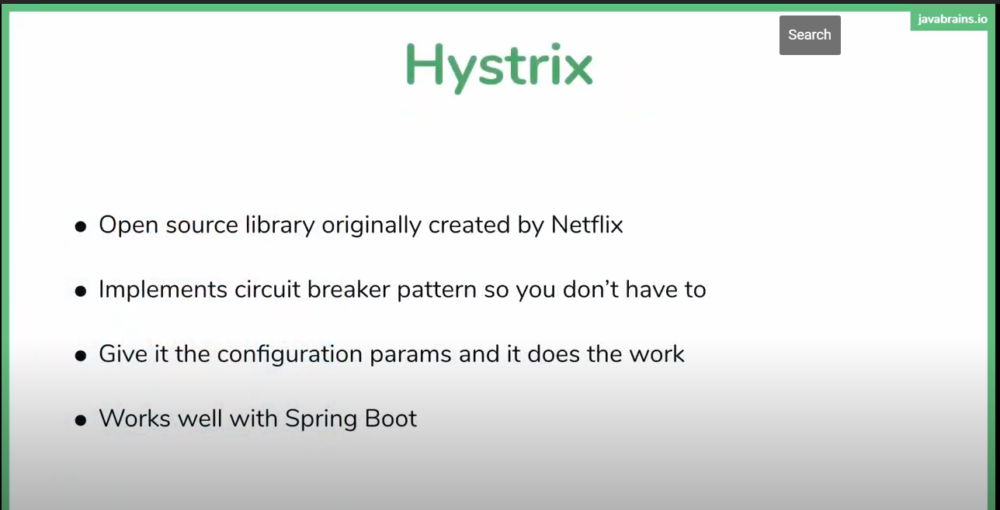 javabrains.io
Search
Hystrix
● Open source library originally created by Netflix
● Implements circuit breaker pattern so you don’t have to
● Give it the configuration params and it does the work
● Works well with Spring Boot